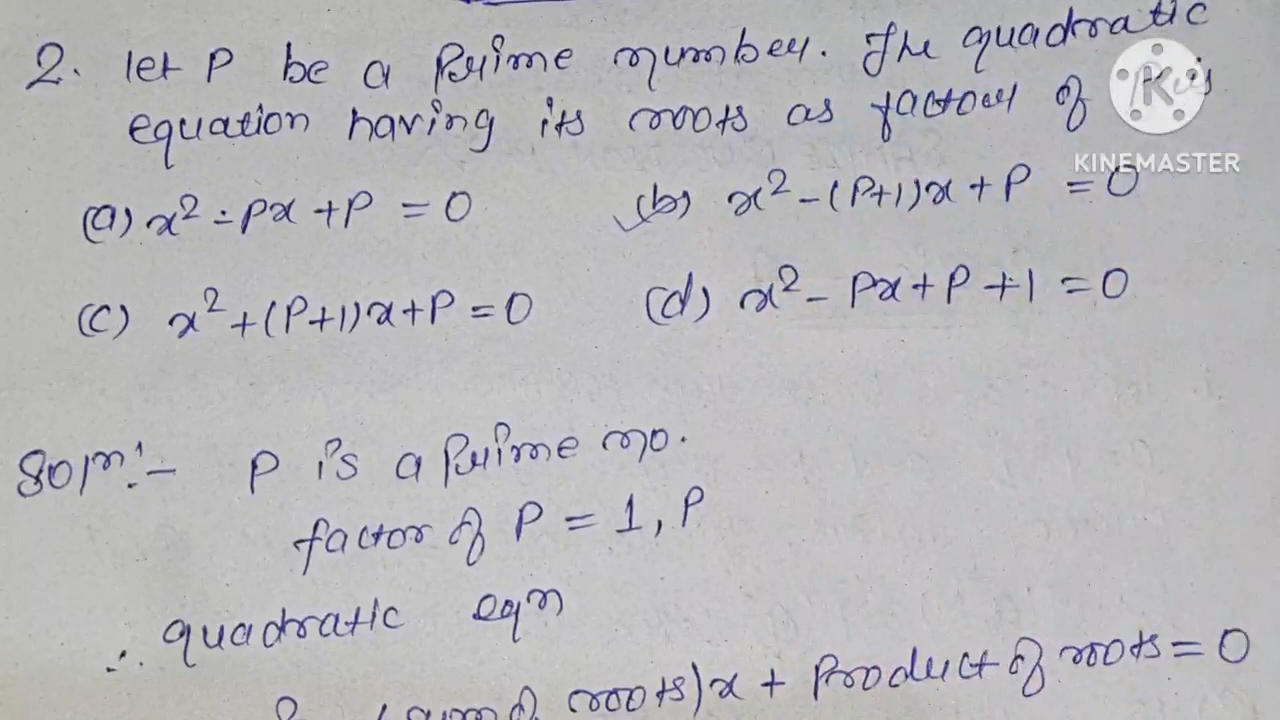 2. let P be a Prime number. The quadratic
equation having its roots as factors of is
KINEMASTER
(a) x² - Px + P = 0
(b) x² - (P+1)x + P = 0
(c) x² + (P+1)x + P = 0
(d) x² - Px + P + 1 = 0
Solⁿ:- P is a Prime no.
factor of P = 1, P
∴ quadratic eqn
roots)x + Product of roots = 0